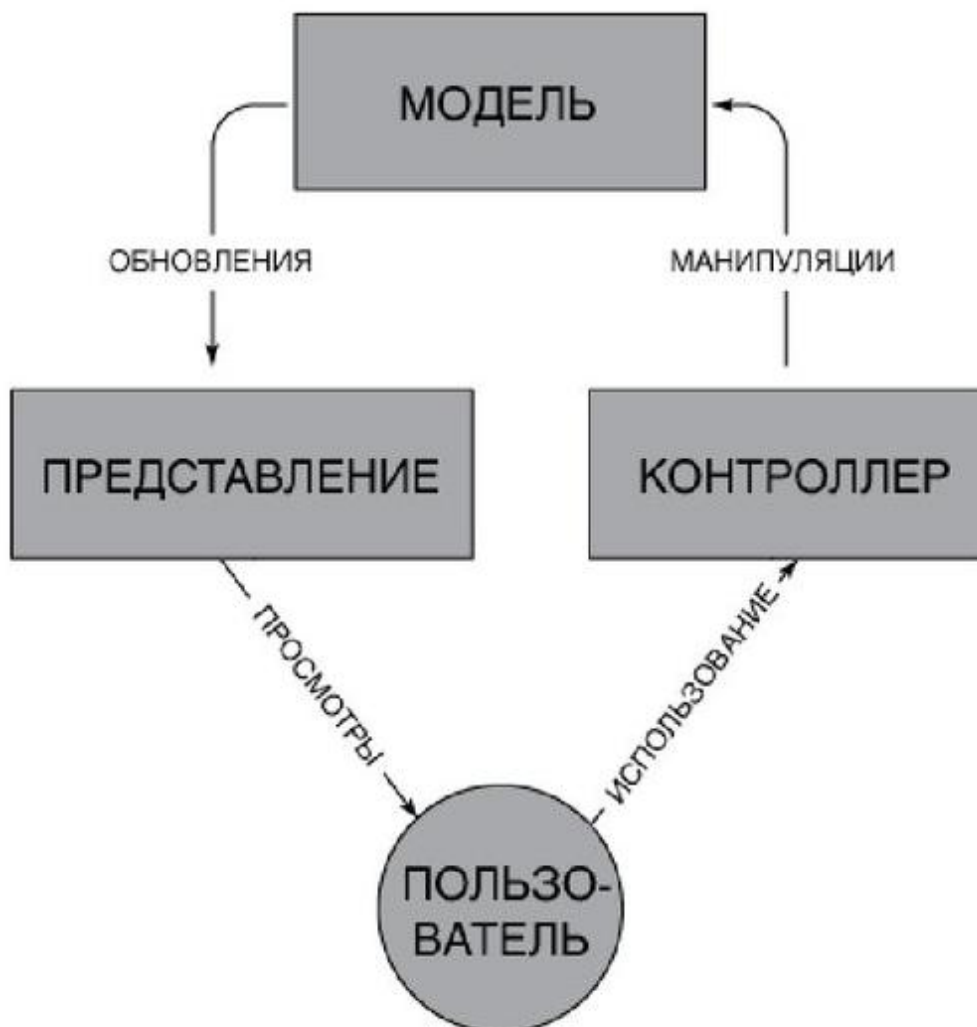 МОДЕЛЬ
ОБНОВЛЕНИЯ
МАНИПУЛЯЦИИ
ПРЕДСТАВЛЕНИЕ
КОНТРОЛЛЕР
ПРОСМОТРЫ
ИСПОЛЬЗОВАНИЕ
ПОЛЬЗО-
ВАТЕЛЬ